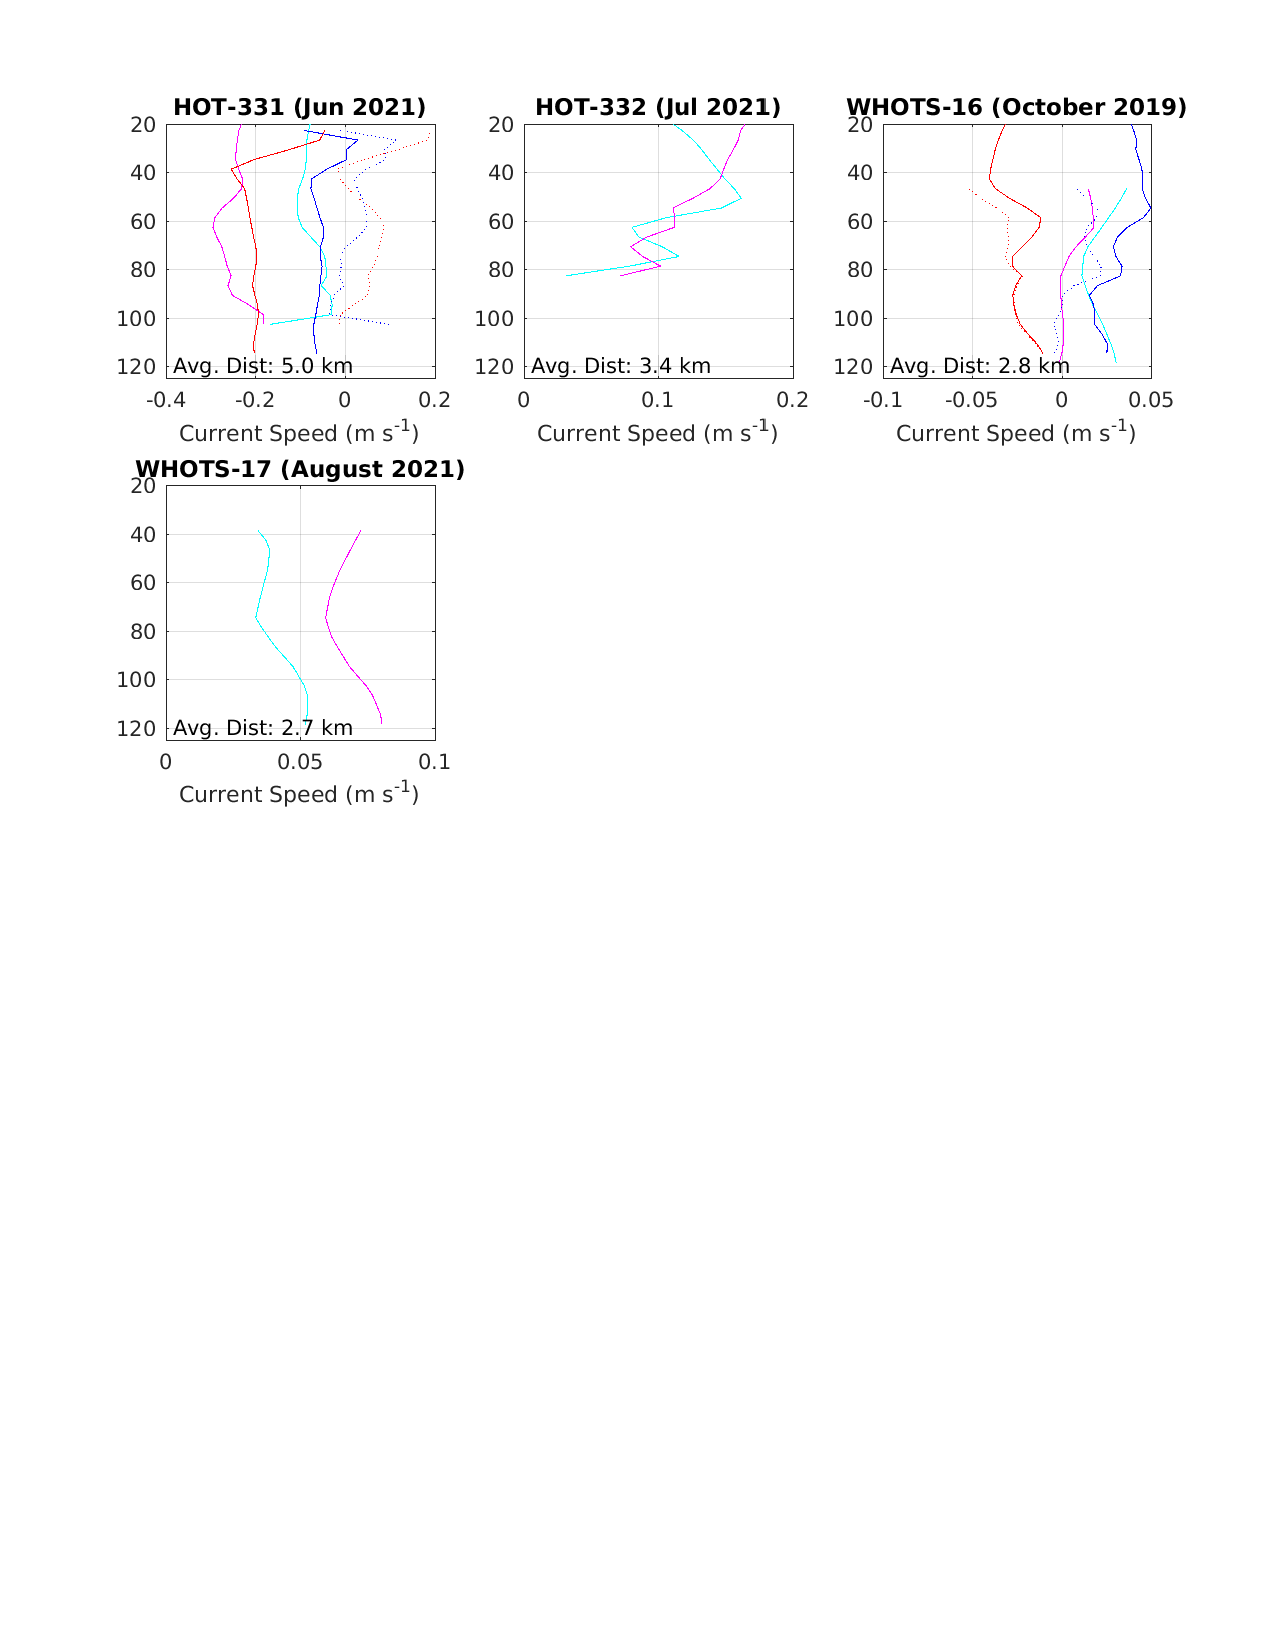 HOT-331 (Jun 2021) HOT-332 (Jul 2021) WHOTS-16 (October 2019)
20 20 20
40 40 40
60 60 60
80 80 80
100 100 100
120 Avg. Dist: 5.0 km 120 Avg. Dist: 3.4 km 120 Avg. Dist: 2.8 km
-0.4 -0.2 0 0.2 0 0.1 0.2 -0.1 -0.05 0 0.05
Current Speed (m s-1) Current Speed (m s-1) Current Speed (m s-1)
WHOTS-17 (August 2021)
20
40
60
80
100
120 Avg. Dist: 2.7 km
0 0.05 0.1
Current Speed (m s-1)